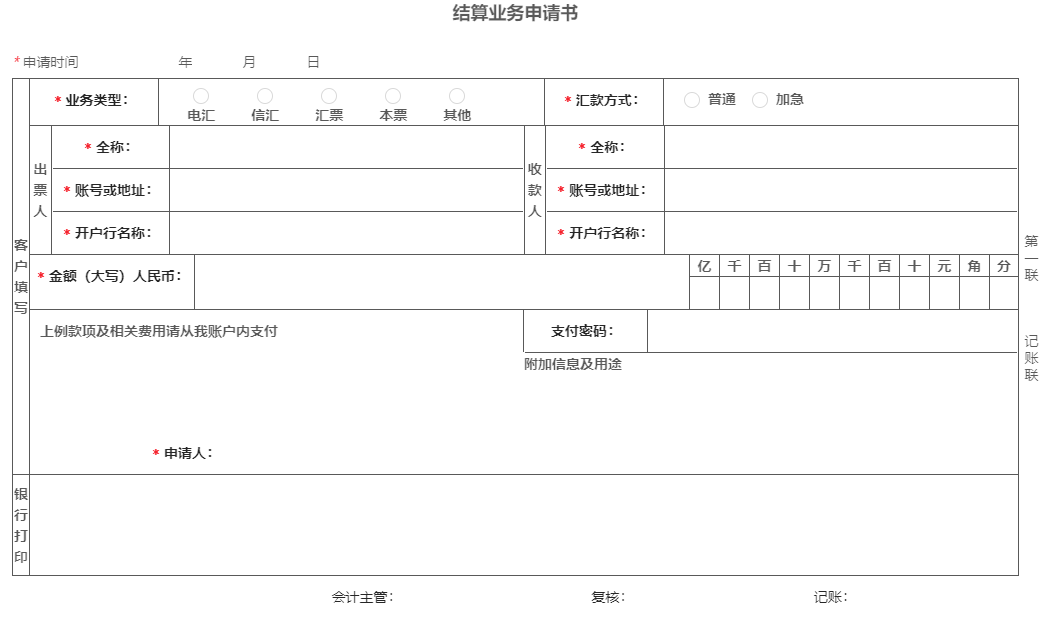 结算业务申请书
* 申请时间 年 月 日
* 业务类型： 电汇 信汇 汇票 本票 其他 * 汇款方式： 普通 加急
出票人 * 全称： 收款人 * 全称：
* 账号或地址： * 账号或地址：
* 开户行名称： * 开户行名称：
客户填写
* 金额（大写）人民币： 亿 千 百 十 万 千 百 十 元 角 分
上例款项及相关费用请从我账户内支付 支付密码：
附加信息及用途
* 申请人：
第一联 记账联
银行打印
会计主管： 复核： 记账：